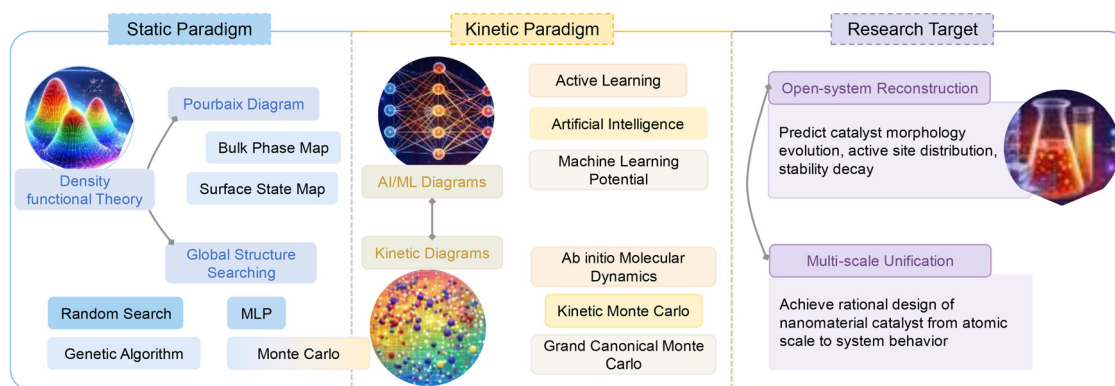 Static Paradigm
Kinetic Paradigm
Research Target
Pourbaix Diagram
Bulk Phase Map
Surface State Map
Density
functional Theory
Global Structure
Searching
Random Search
MLP
Genetic Algorithm
Monte Carlo
Active Learning
Artificial Intelligence
Machine Learning
Potential
AI/ML Diagrams
Kinetic Diagrams
Ab initio Molecular
Dynamics
Kinetic Monte Carlo
Grand Canonical Monte
Carlo
Open-system Reconstruction
Predict catalyst morphology
evolution, active site distribution,
stability decay
Multi-scale Unification
Achieve rational design of
nanomaterial catalyst from atomic
scale to system behavior